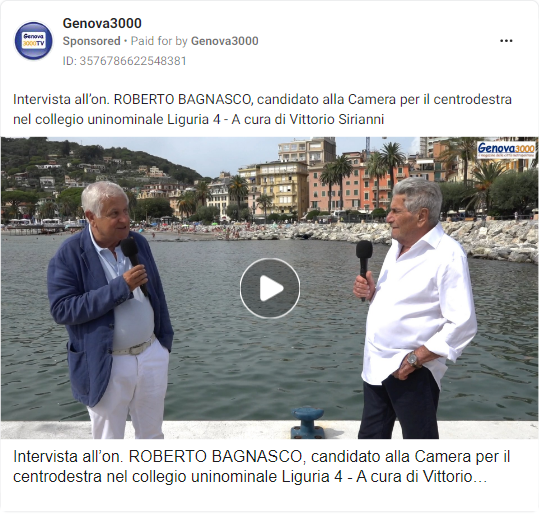 Genova3000
Sponsored • Paid for by Genova3000
ID: 3576786622548381
Genova
3000TV
Intervista all’on. ROBERTO BAGNASCO, candidato alla Camera per il centrodestra
nel collegio uninominale Liguria 4 - A cura di Vittorio Sirianni
Genova3000
Intervista all’on. ROBERTO BAGNASCO, candidato alla Camera per il
centrodestra nel collegio uninominale Liguria 4 - A cura di Vittorio…